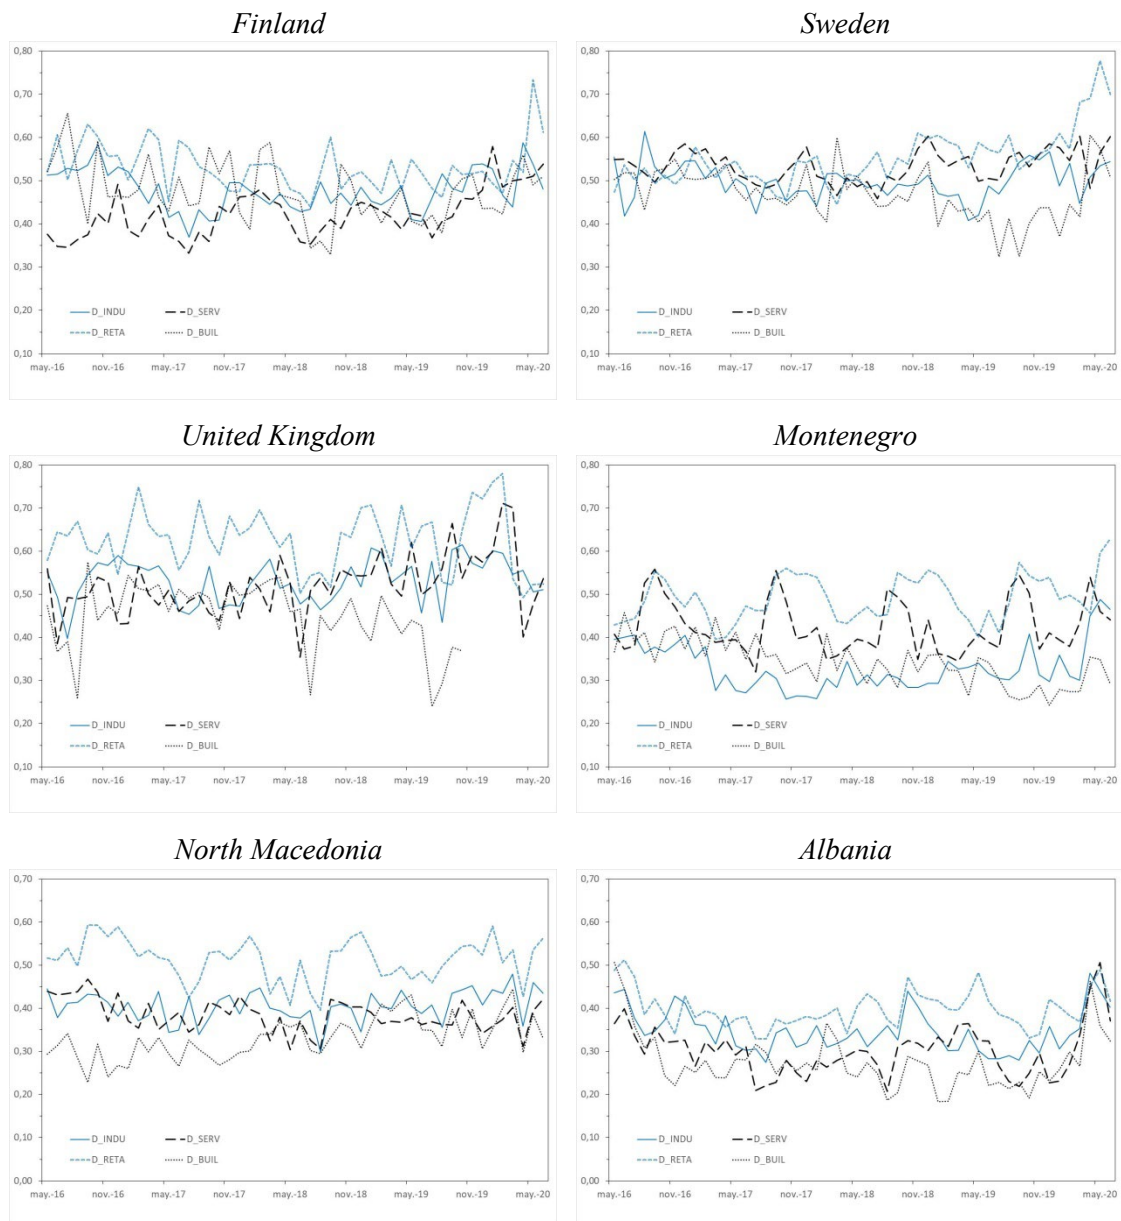 Finland
0,80
0,70
0,60
0,50
0,40
0,30
0,20
0,10
D_INDU D_SERV
D_RETA D_BUIL
may.-16 nov.-16 may.-17 nov.-17 may.-18 nov.-18 may.-19 nov.-19 may.-20
Sweden
0,80
0,70
0,60
0,50
0,40
0,30
0,20
0,10
D_INDU D_SERV
D_RETA D_BUIL
may.-16 nov.-16 may.-17 nov.-17 may.-18 nov.-18 may.-19 nov.-19 may.-20
United Kingdom
0,80
0,70
0,60
0,50
0,40
0,30
0,20
0,10
D_INDU D_SERV
D_RETA D_BUIL
may.-16 nov.-16 may.-17 nov.-17 may.-18 nov.-18 may.-19 nov.-19 may.-20
Montenegro
0,80
0,70
0,60
0,50
0,40
0,30
0,20
0,10
D_INDU D_SERV
D_RETA D_BUIL
may.-16 nov.-16 may.-17 nov.-17 may.-18 nov.-18 may.-19 nov.-19 may.-20
North Macedonia
0,70
0,60
0,50
0,40
0,30
0,20
0,10
0,00
D_INDU D_SERV
D_RETA D_BUIL
may.-16 nov.-16 may.-17 nov.-17 may.-18 nov.-18 may.-19 nov.-19 may.-20
Albania
0,70
0,60
0,50
0,40
0,30
0,20
0,10
0,00
D_INDU D_SERV
D_RETA D_BUIL
may.-16 nov.-16 may.-17 nov.-17 may.-18 nov.-18 may.-19 nov.-19 may.-20